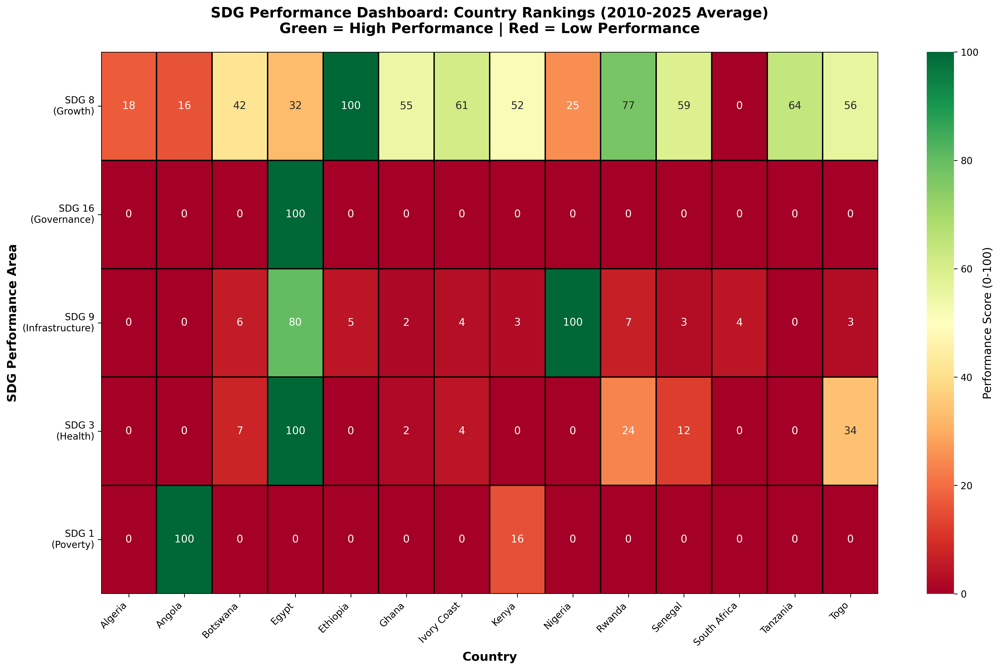 SDG Performance Dashboard: Country Rankings (2010-2025 Average)
Green = High Performance | Red = Low Performance
SDG Performance Area
SDG 8
(Growth)
18 16 42 32 100 55 61 52 25 77 59 0 64 56
SDG 16
(Governance)
0 0 0 100 0 0 0 0 0 0 0 0 0 0
SDG 9
(Infrastructure)
0 0 6 80 5 2 4 3 100 7 3 4 0 3
SDG 3
(Health)
0 0 7 100 0 2 4 0 0 24 12 0 0 34
SDG 1
(Poverty)
0 100 0 0 0 0 0 16 0 0 0 0 0 0
Algeria Angola Botswana Egypt Ethiopia Ghana Ivory Coast Kenya Nigeria Rwanda Senegal South Africa Tanzania Togo
Country
100
80
60
40
20
0
Performance Score (0-100)